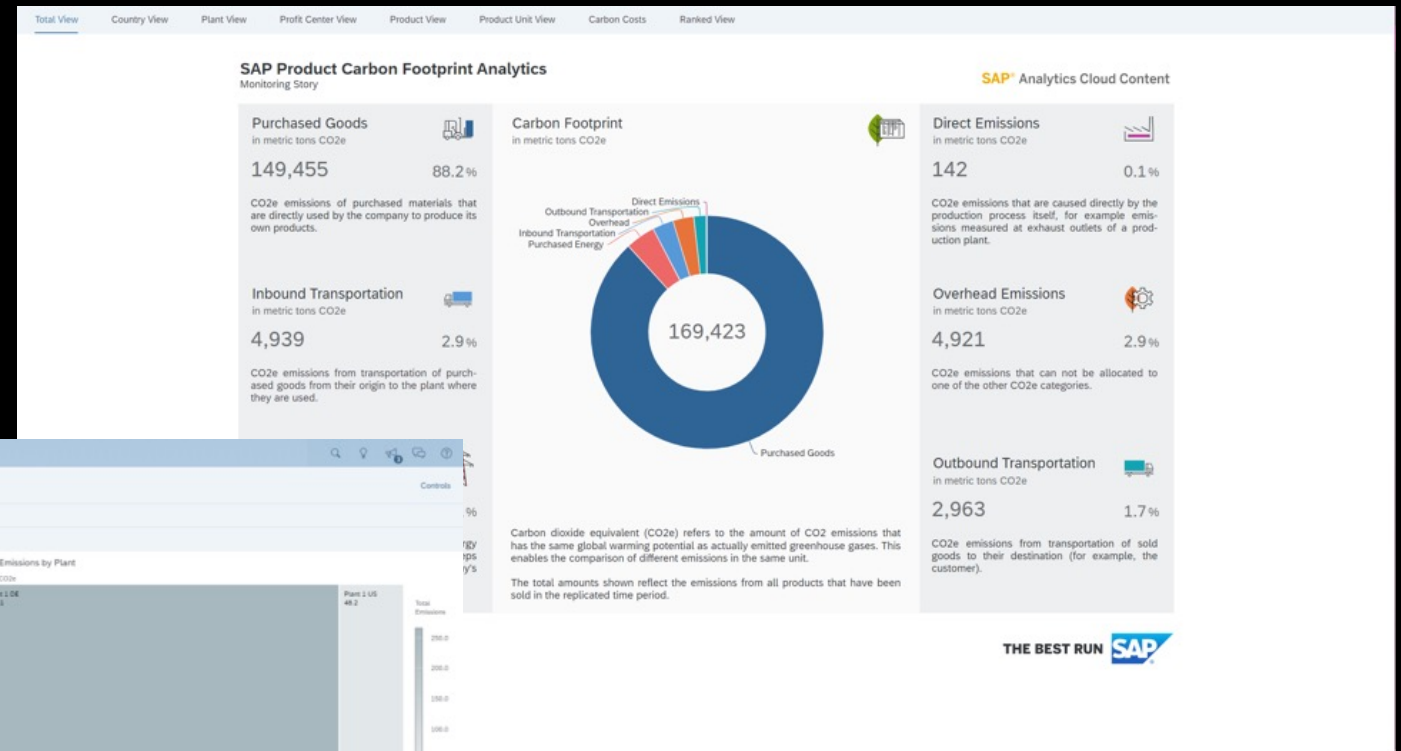 Total View
Country View
Plant View
Profit Center View
Product View
Product Unit View
Carbon Costs
Ranked View
SAP Product Carbon Footprint Analytics
Monitoring Story
SAP® Analytics Cloud Content
Purchased Goods
in metric tons CO2e
149,455
88.2%
CO2e emissions of purchased materials that
are directly used by the company to produce its
own products.
Inbound Transportation
in metric tons CO2e
4,939
2.9%
CO2e emissions from transportation of purch-
ased goods from their origin to the plant where
they are used.
%
Carbon Footprint
in metric tons CO2e
Direct Emissions
Outbound Transportation
Overhead
Inbound Transportation
Purchased Energy
169,423
Purchased Goods
Carbon dioxide equivalent (CO2e) refers to the amount of CO2 emissions that
has the same global warming potential as actually emitted greenhouse gases. This
enables the comparison of different emissions in the same unit.
The total amounts shown reflect the emissions from all products that have been
sold in the replicated time period.
Direct Emissions
in metric tons CO2e
142
0.1%
CO2e emissions that are caused directly by the
production process itself, for example emis-
sions measured at exhaust outlets of a prod-
uction plant.
Overhead Emissions
in metric tons CO2e
4,921
2.9%
CO2e emissions that can not be allocated to
one of the other CO2e categories.
Outbound Transportation
in metric tons CO2e
2,963
1.7%
CO2e emissions from transportation of sold
goods to their destination (for example, the
customer).
THE BEST RUN SAP
Controls
Emissions by Plant
CO2e
1 DE
Plant 1 US
48.2
Total
Emissions
250.0
200.0
150.0
100.0